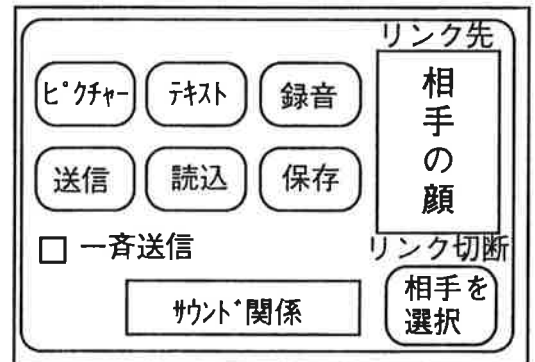 リンク先
ピクチャー テキスト 録音
相手の顔
送信 読込 保存
□ 一斉送信
リンク切断
サウンド関係
相手を
選択